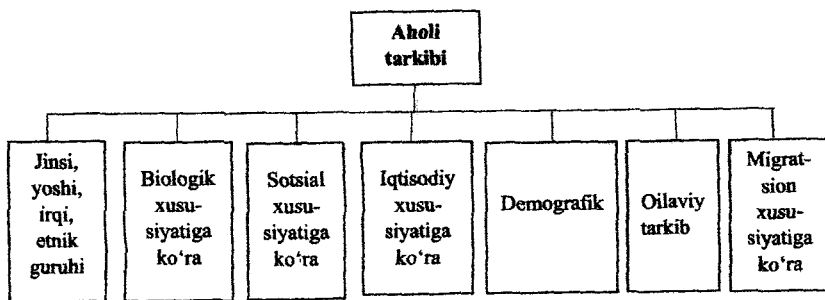 Aholi
tarkibi
Jinsi,
yoshi,
irqi,
etnik
guruhi
Biologik
xusu-
siyatiga
ko‘ra
Sotsial
xusu-
siyatiga
ko‘ra
Iqtisodiy
xusu-
siyatiga
ko‘ra
Demografik
Oilaviy
tarkib
Migrat-
sion
xusu-
siyatiga
ko‘ra